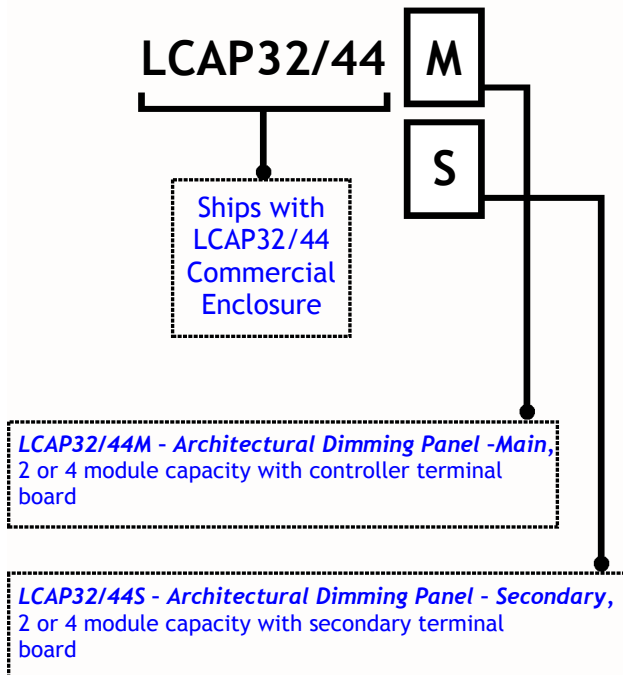 LCAP32/44 M
S
Ships with
LCAP32/44
Commercial
Enclosure
LCAP32/44M – Architectural Dimming Panel –Main,
2 or 4 module capacity with controller terminal
board
LCAP32/44S – Architectural Dimming Panel – Secondary,
2 or 4 module capacity with secondary terminal
board